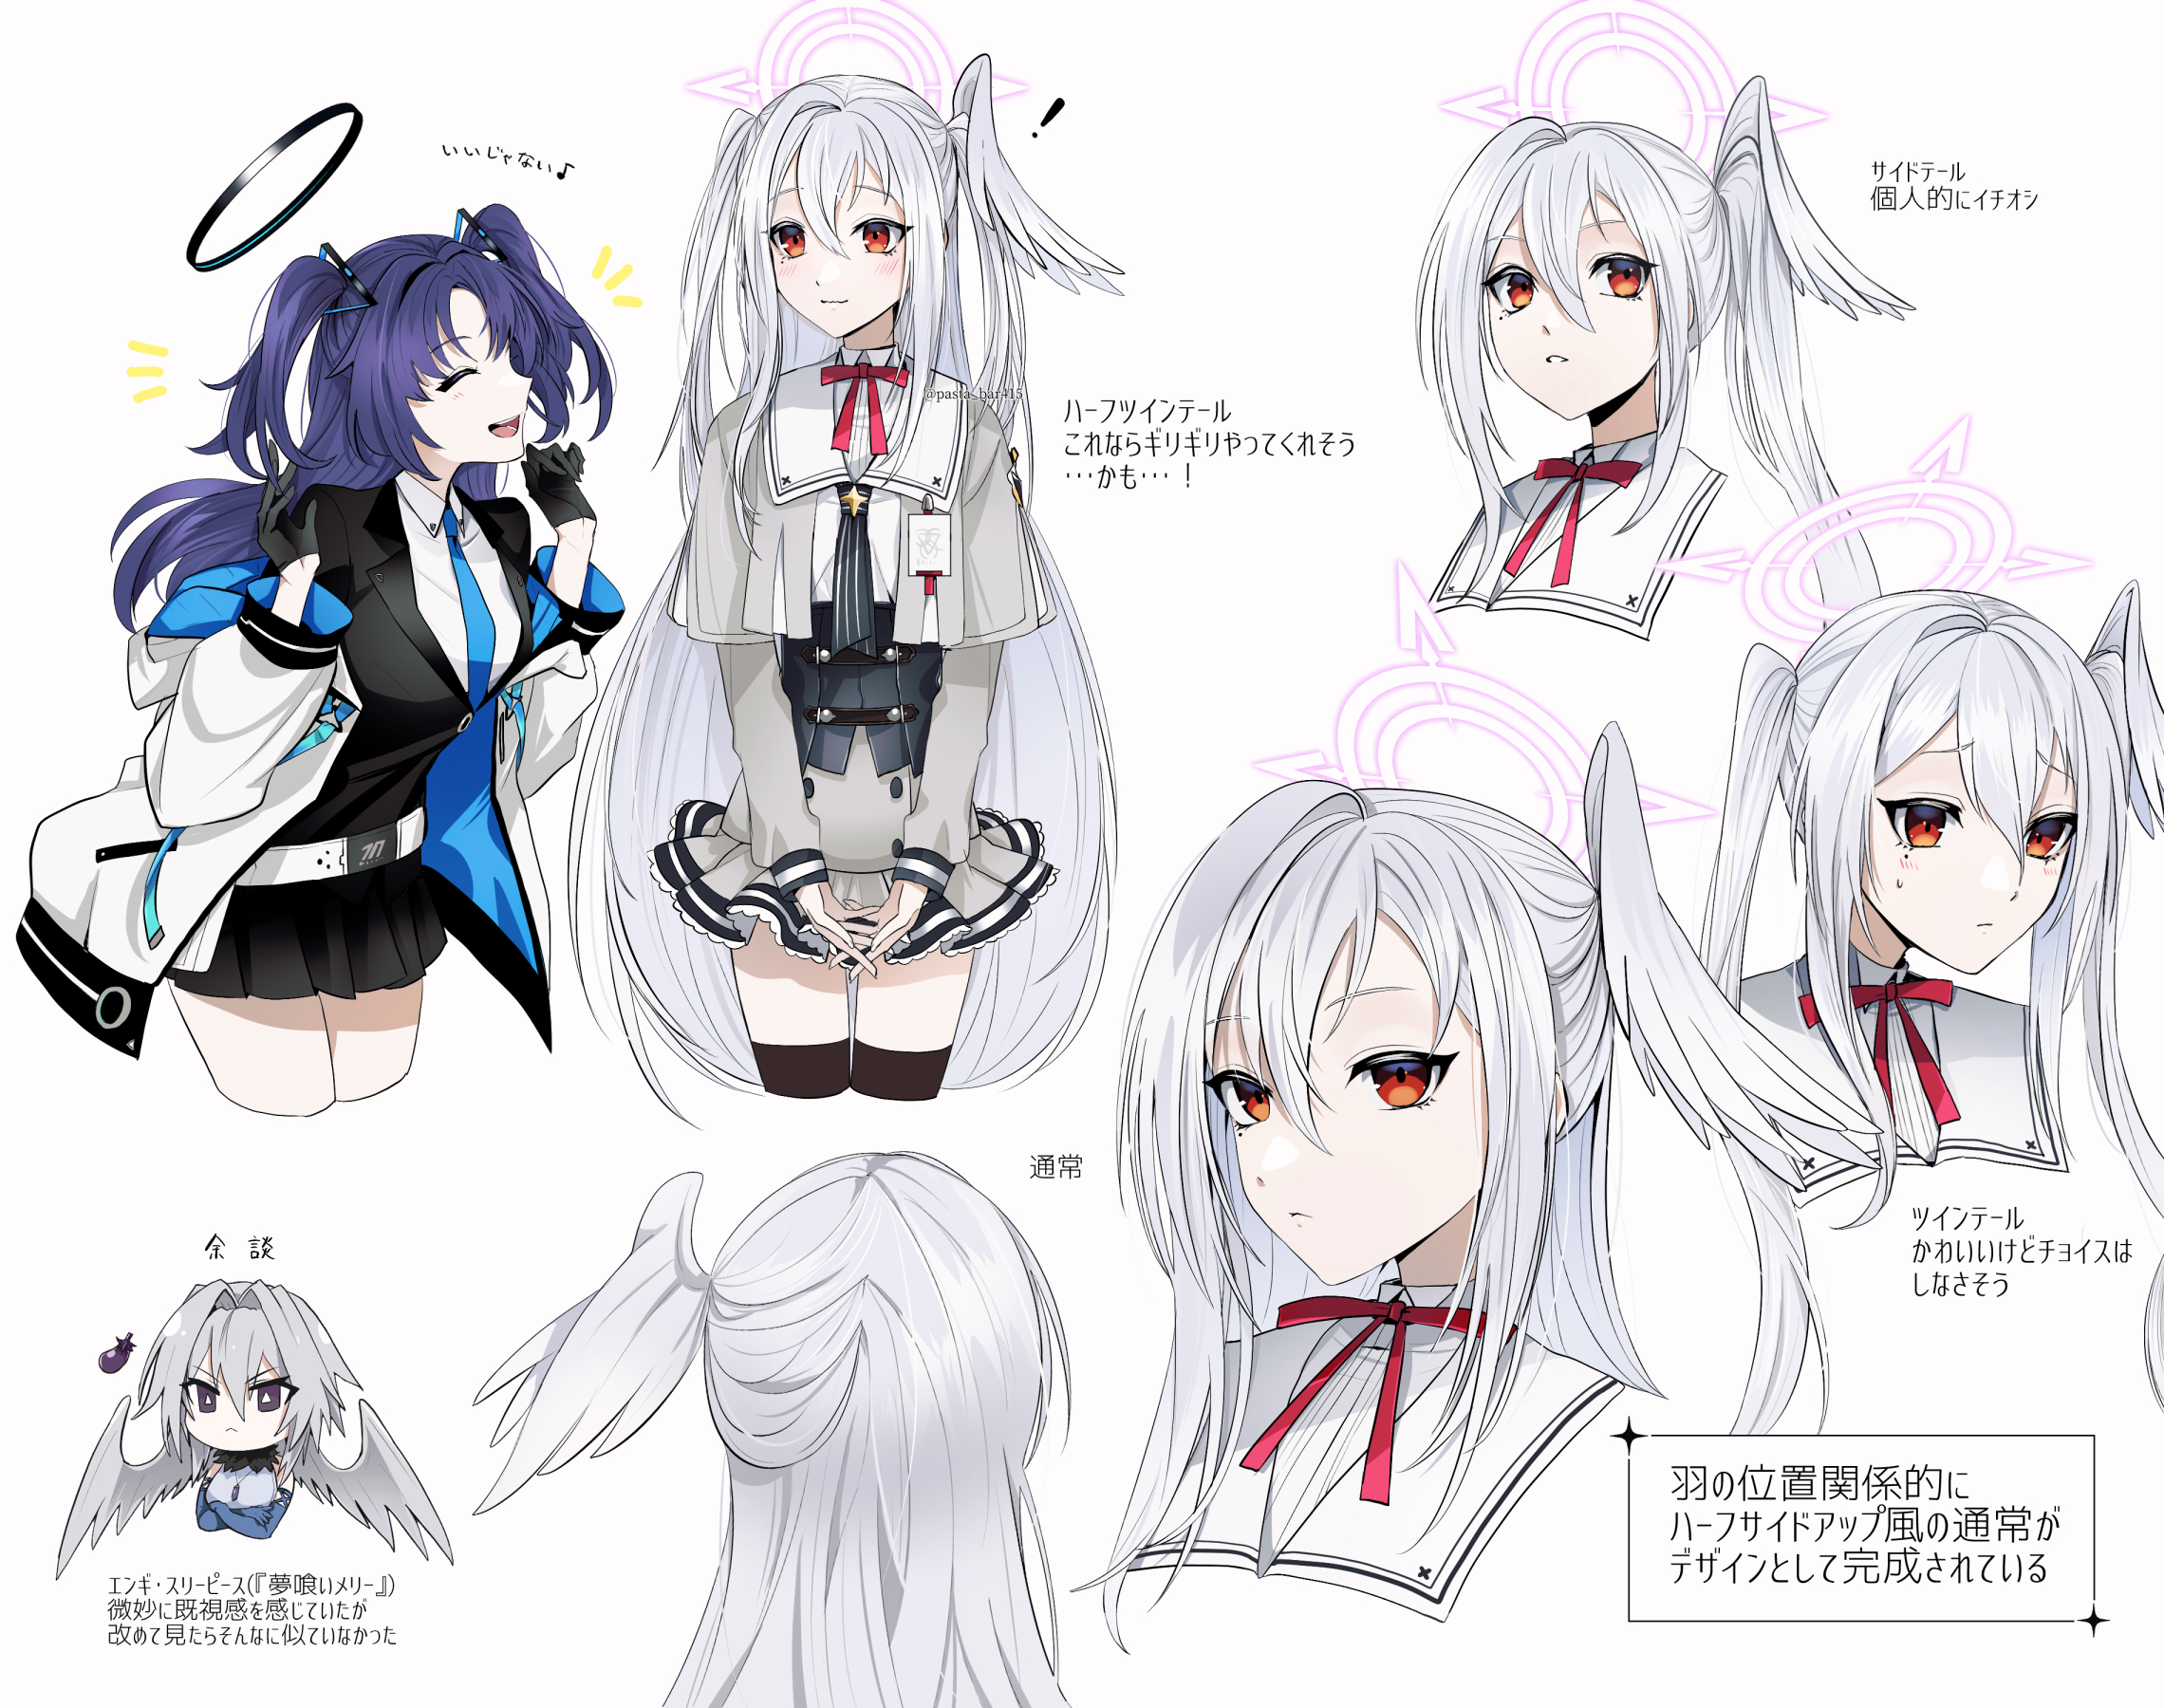 いいじゃない♪
!
@pasta_bar415
ハーフツインテール
これならギリギリやってくれそう
…かも…！
サイドテール
個人的にイチオシ
ツインテール
かわいいけどチョイスは
しなさそう
通常
羽の位置関係的に
ハーフサイドアップ風の通常が
デザインとして完成されている
余談
エンギ・スリーピース(『夢喰いメリー』)
微妙に既視感を感じていたが
改めて見たらそんなに似ていなかった